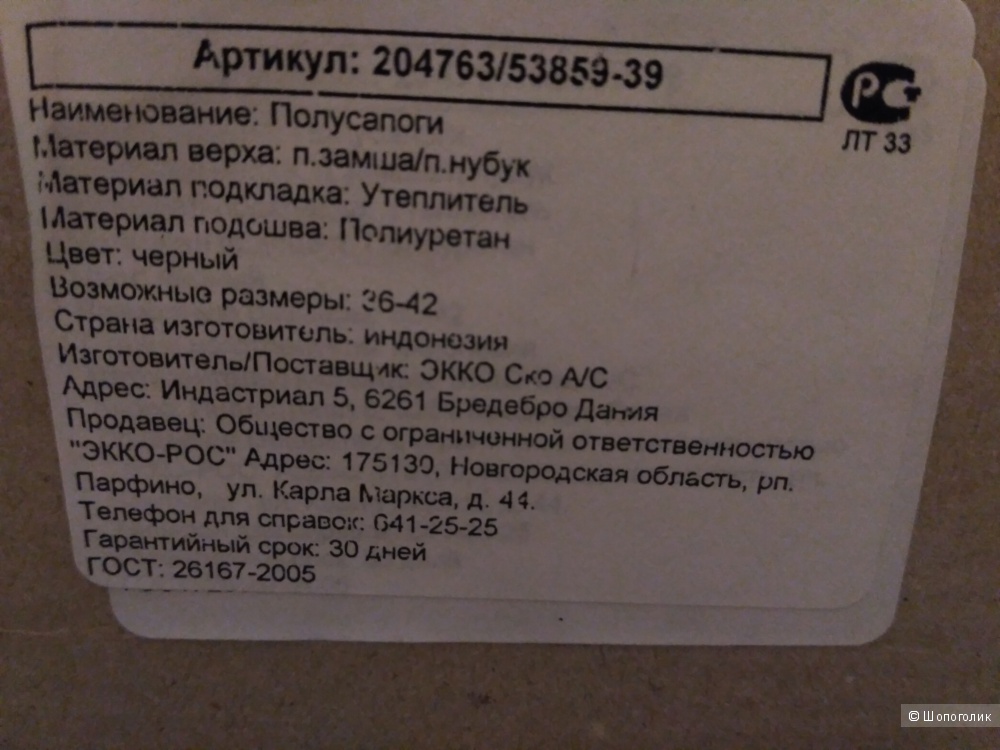 Артикул: 204763/53859-39
РС
ЛТ 33
Наименование: Полусапоги
Материал верха: п.замша/п.нубук
Материал подкладка: Утеплитель
Материал подошва: Полиуретан
Цвет: черный
Возможные размеры: 36-42
Страна изготовитель: индонезия
Изготовитель/Поставщик: ЭККО Ско А/С
Адрес: Индастриал 5, 6261 Бредебро Дания
Продавец: Общество с ограниченной ответственностью
"ЭККО-РОС" Адрес: 175130, Новгородская область, рп.
Парфино, ул. Карла Маркса, д. 44.
Телефон для справок: 641-25-25
Гарантийный срок: 30 дней
ГОСТ: 26167-2005
© Шопоголик